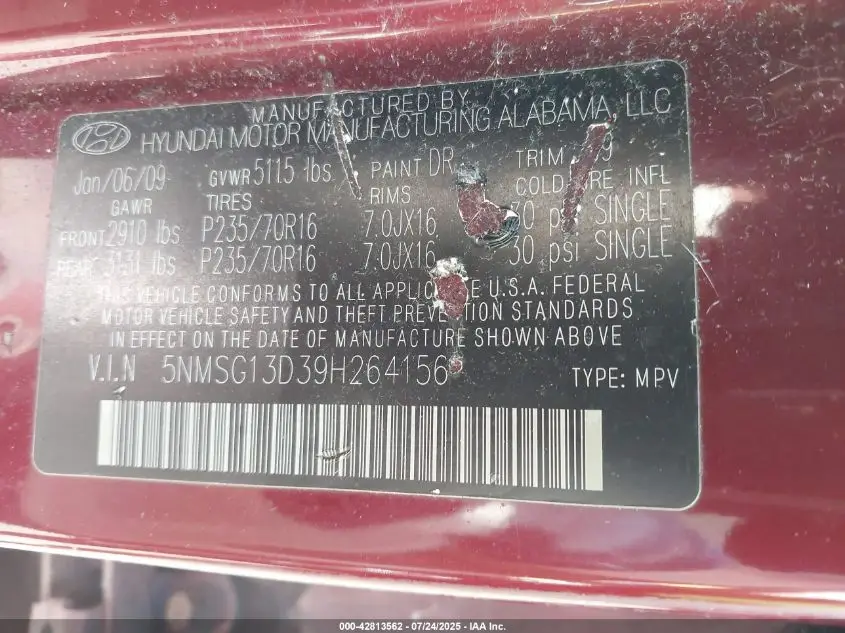 MANUFACTURED BY
HYUNDAI MOTOR MANUFACTURING ALABAMA, LLC
Jan/06/09 GVWR 5115 lbs PAINT DR TRIM 9
GAWR TIRES RIMS COLD INFL
FRONT 2910 lbs P235/70R16 7.0JX16 30 psi SINGLE
REAR 3131 lbs P235/70R16 7.0JX16 30 psi SINGLE
THIS VEHICLE CONFORMS TO ALL U.S.A. FEDERAL
MOTOR VEHICLE SAFETY AND THEFT PREVENTION STANDARDS
IN EFFECT ON THE DATE OF MANUFACTURE SHOWN ABOVE
V.I.N 5NMSG13D39H264156 TYPE: MPV
000-42813562 - 07/24/2025 - IAA Inc.